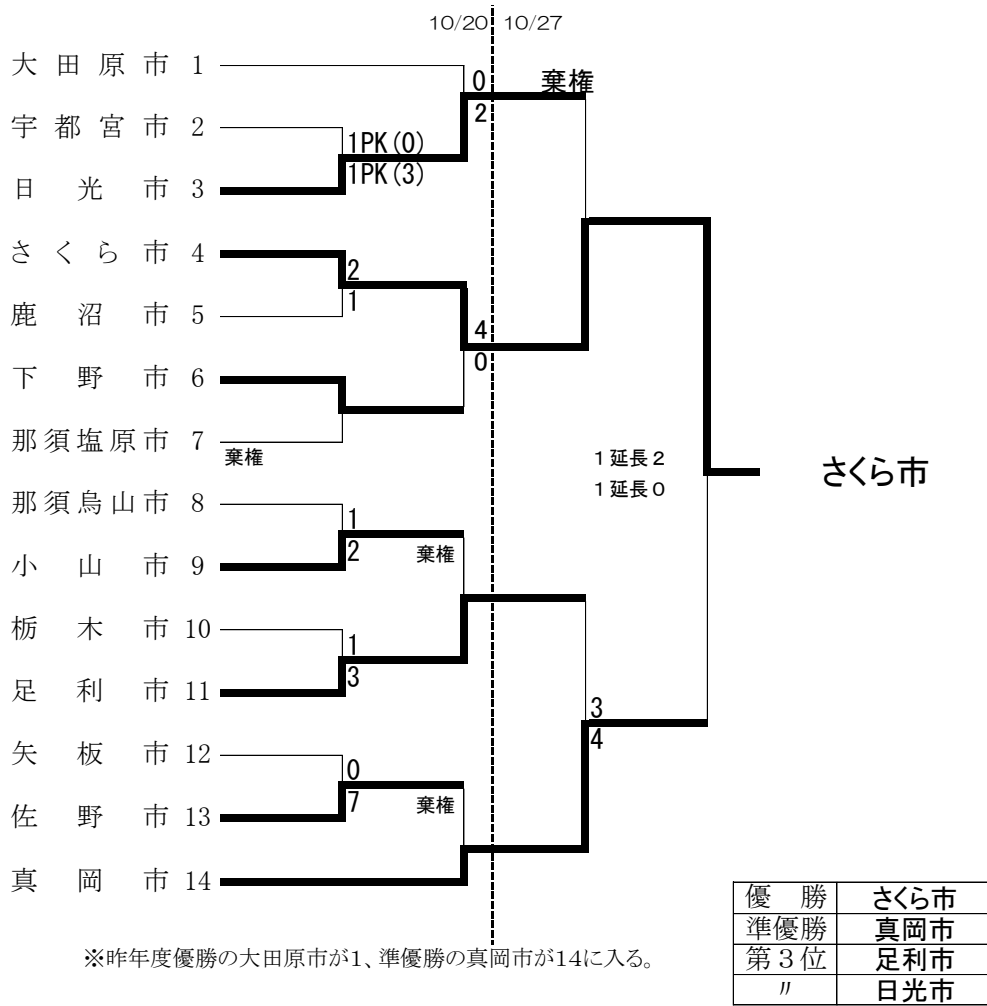 10/20 10/27
大田原市 1
0
棄権
2
宇都宮市 2
1PK(0)
1PK(3)
日光市 3
さくら市 4
2
1
鹿沼市 5
4
0
下野市 6
那須塩原市 7
棄権
1延長2
1延長0
さくら市
那須烏山市 8
1
2
棄権
小山市 9
栃木市 10
1
3
足利市 11
3
4
矢板市 12
0
7
棄権
佐野市 13
真岡市 14
※昨年度優勝の大田原市が1、準優勝の真岡市が14に入る。
優勝 さくら市
準優勝 真岡市
第3位 足利市
〃 日光市